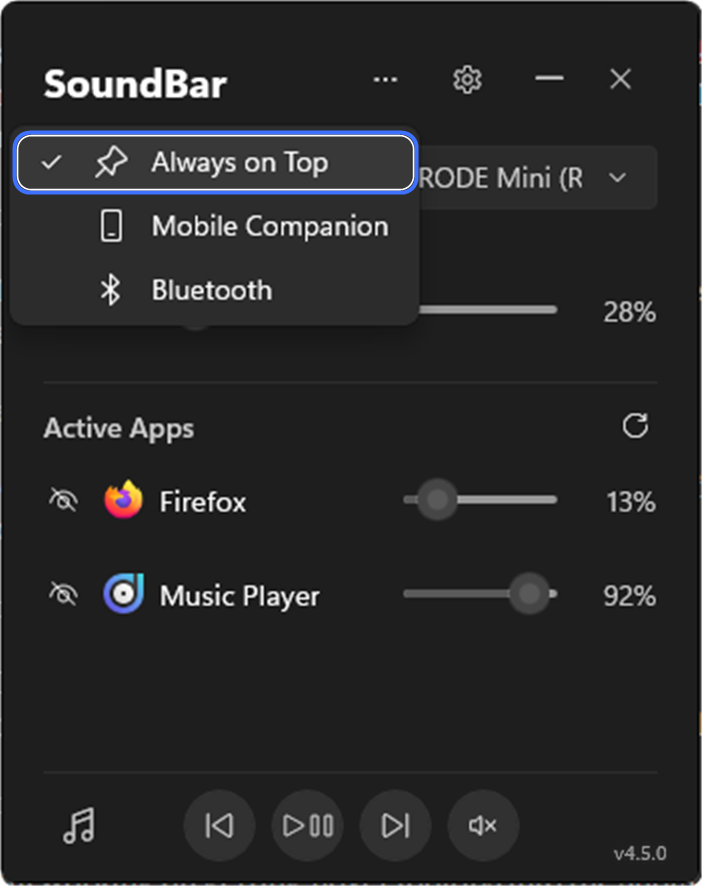 SoundBar
Always on Top
RODE Mini (R
Mobile Companion
Bluetooth
28%
Active Apps
Firefox
13%
Music Player
92%
v4.5.0